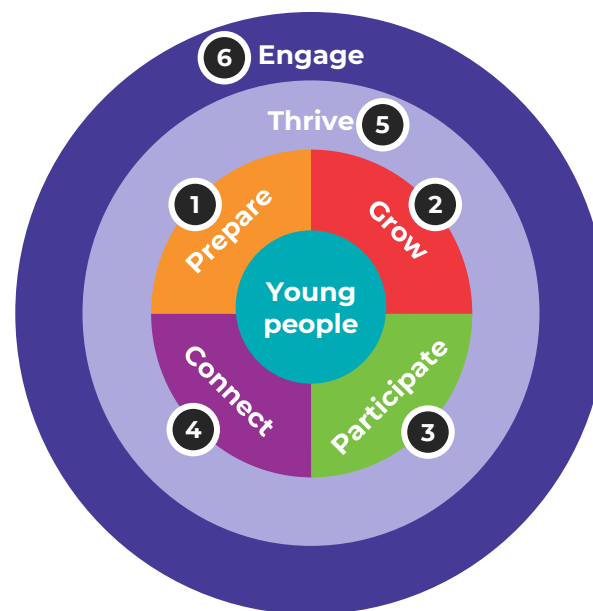 6 Engage
Thrive 5
1 Prepare
2 Grow
Young
people
4 Connect
3 Participate